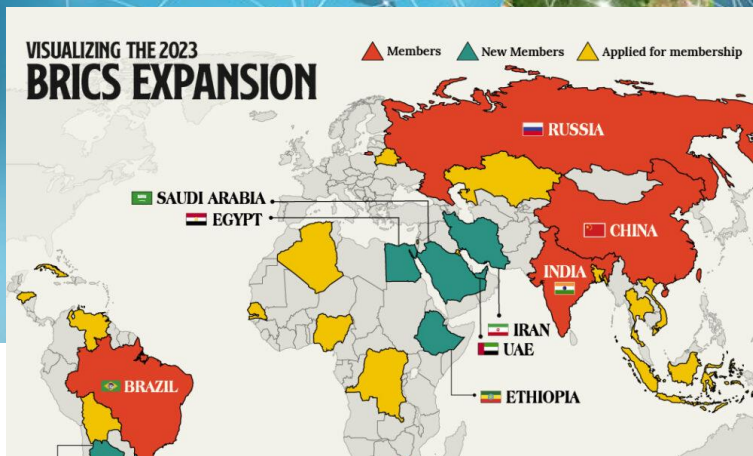 VISUALIZING THE 2023
BRICS EXPANSION
Members
New Members
Applied for membership
RUSSIA
SAUDI ARABIA
EGYPT
CHINA
INDIA
IRAN
UAE
BRAZIL
ETHIOPIA